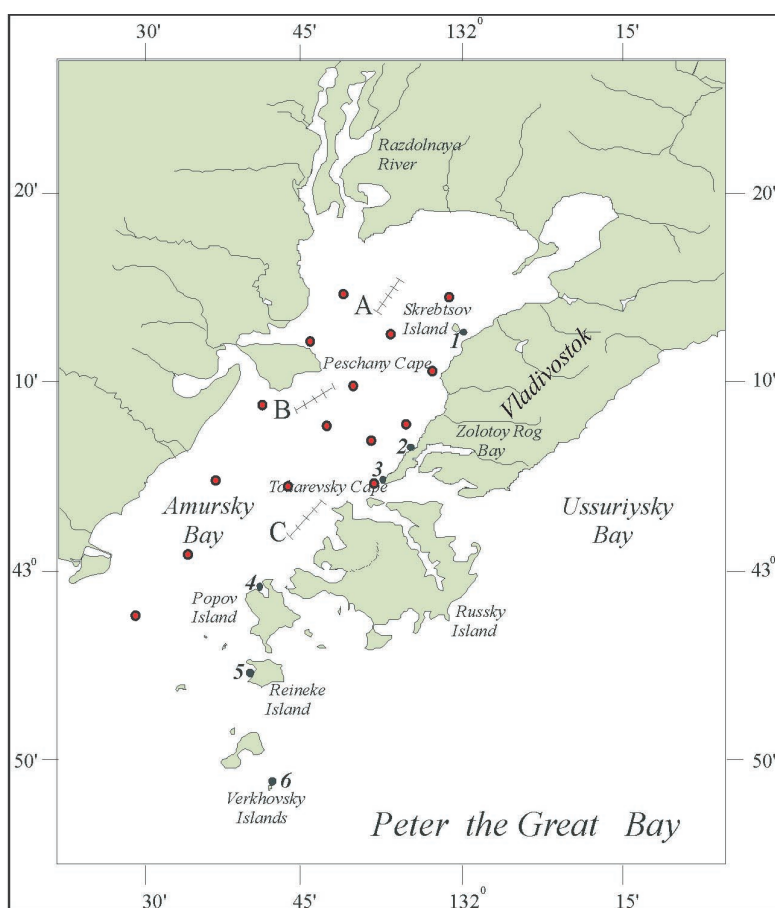 30' 45' 132° 15'
Razdolnaya
River
20' 20'
A
Skrebtsov
Island
1
Peschany Cape
10' 10'
Vladivostok
B
Zolotoy Rog
Bay
2
3
Tokarevsky Cape
Amursky
Bay
Ussuriysky
Bay
C
43° 43°
4
Popov
Island
Russky
Island
5
Reineke
Island
50' 50'
6
Verkhovsky
Islands
Peter the Great Bay
30' 45' 132° 15'